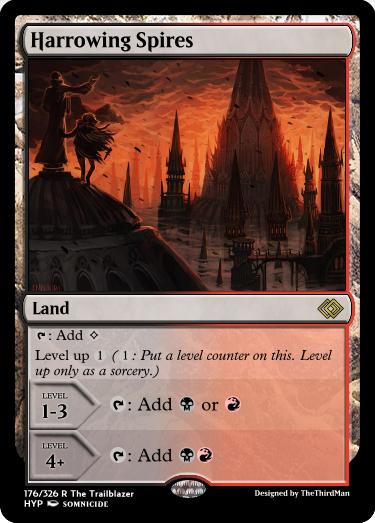 Harrowing Spires
Land
: Add
Level up 1 ( 1 : Put a level counter on this. Level
up only as a sorcery.)
LEVEL
1-3
: Add or
LEVEL
4+
: Add
176/326 R The Trailblazer
HYP SOMNICIDE
Designed by TheThirdMan